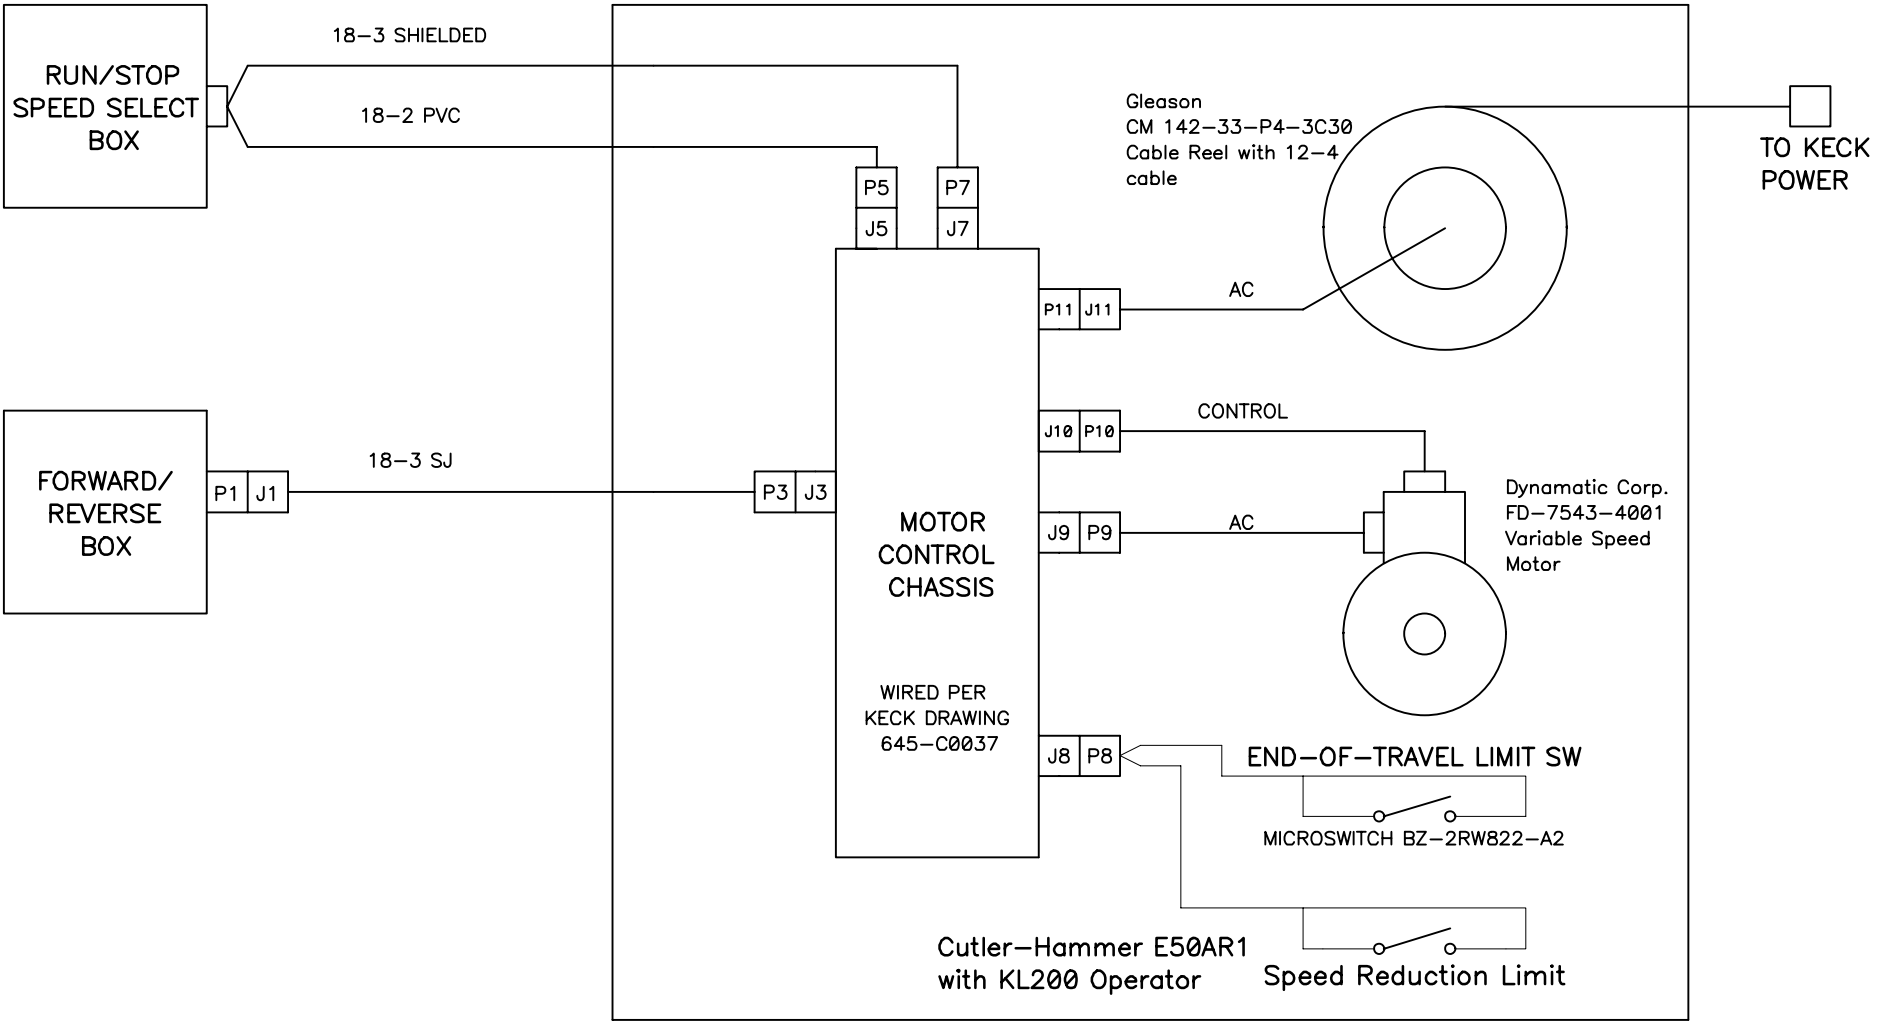 18-3 SHIELDED
RUN/STOP
SPEED SELECT
BOX
18-2 PVC
P5
J5
P7
J7
Gleason
CM 142-33-P4-3C30
Cable Reel with 12-4
cable
TO KECK
POWER
P11 J11
AC
J10 P10
CONTROL
FORWARD/
REVERSE
BOX
P1 J1
18-3 SJ
P3 J3
MOTOR
CONTROL
CHASSIS
J9 P9
AC
Dynamatic Corp.
FD-7543-4001
Variable Speed
Motor
WIRED PER
KECK DRAWING
645-C0037
J8 P8
END-OF-TRAVEL LIMIT SW
MICROSWITCH BZ-2RW822-A2
Cutler-Hammer E50AR1
with KL200 Operator
Speed Reduction Limit